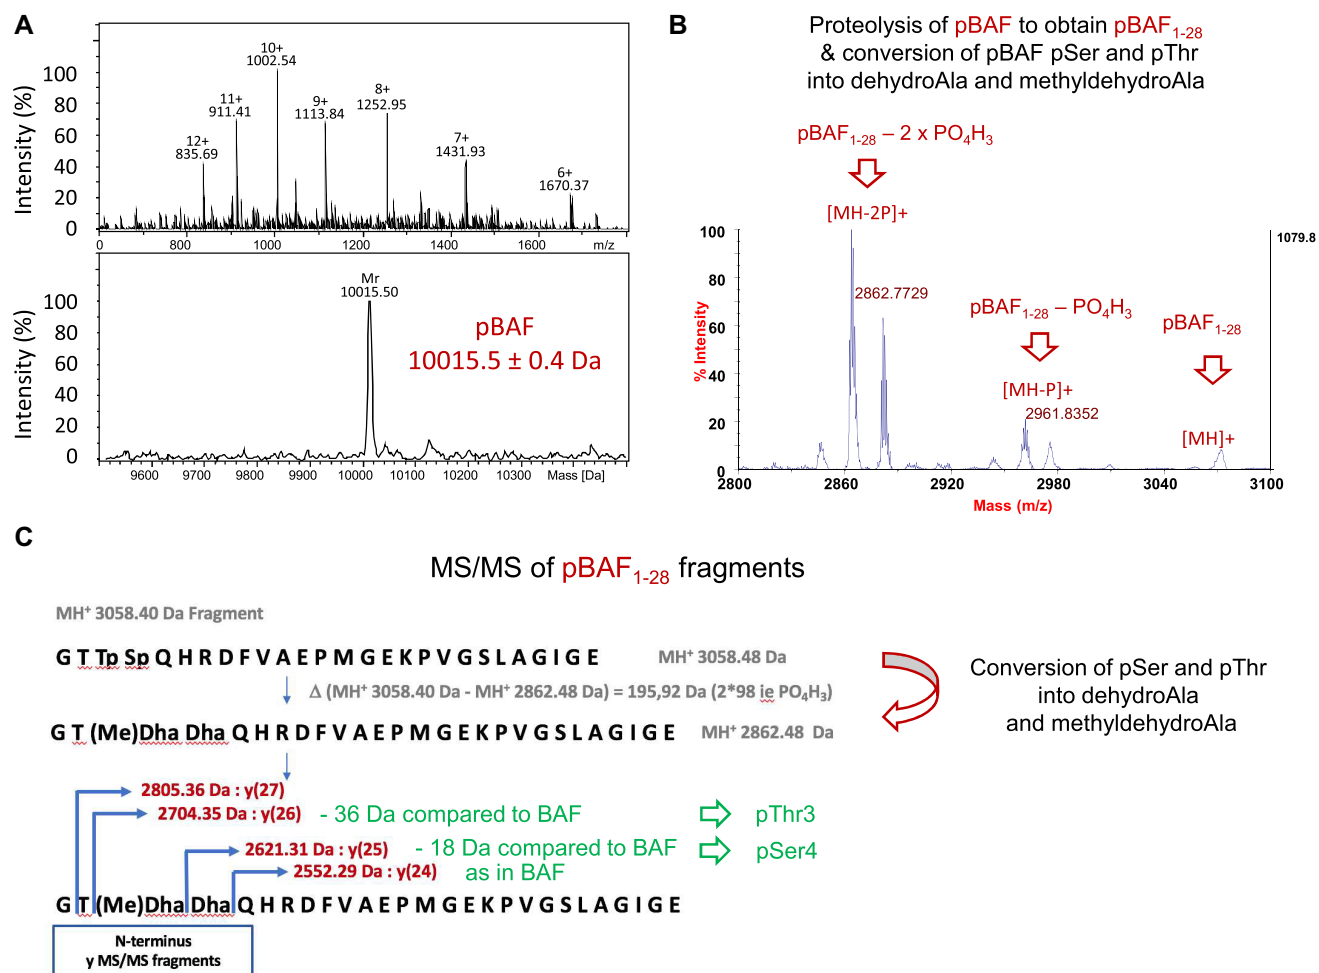 A
Intensity (%)
100
80
60
40
20
0
12+
835.69
11+
911.41
10+
1002.54
9+
1113.84
8+
1252.95
7+
1431.93
6+
1670.37
0 800 1000 1200 1400 1600 m/z
Intensity (%)
100
80
60
40
20
0
Mr
10015.50
pBAF
10015.5 ± 0.4 Da
9600 9700 9800 9900 10000 10100 10200 10300 Mass [Da]
B
Proteolysis of pBAF to obtain pBAF1-28
& conversion of pBAF pSer and pThr
into dehydroAla and methyldehydroAla
pBAF1-28 – 2 x PO4H3
[MH-2P]+
2862.7729
pBAF1-28 – PO4H3
[MH-P]+
2961.8352
pBAF1-28
[MH]+
1079.8
% Intensity
100
80
60
40
20
0
2800 2860 2920 2980 3040 3100
Mass (m/z)
C
MS/MS of pBAF1-28 fragments
MH+ 3058.40 Da Fragment
G T Tp Sp Q H R D F V A E P M G E K P V G S L A G I G E MH+ 3058.48 Da
Δ (MH+ 3058.40 Da - MH+ 2862.48 Da) = 195,92 Da (2*98 ie PO4H3)
G T (Me)Dha Dha Q H R D F V A E P M G E K P V G S L A G I G E MH+ 2862.48 Da
Conversion of pSer and pThr
into dehydroAla
and methyldehydroAla
2805.36 Da : y(27)
2704.35 Da : y(26) - 36 Da compared to BAF pThr3
2621.31 Da : y(25) - 18 Da compared to BAF pSer4
2552.29 Da : y(24) as in BAF
G T (Me)Dha Dha Q H R D F V A E P M G E K P V G S L A G I G E
N-terminus
y MS/MS fragments